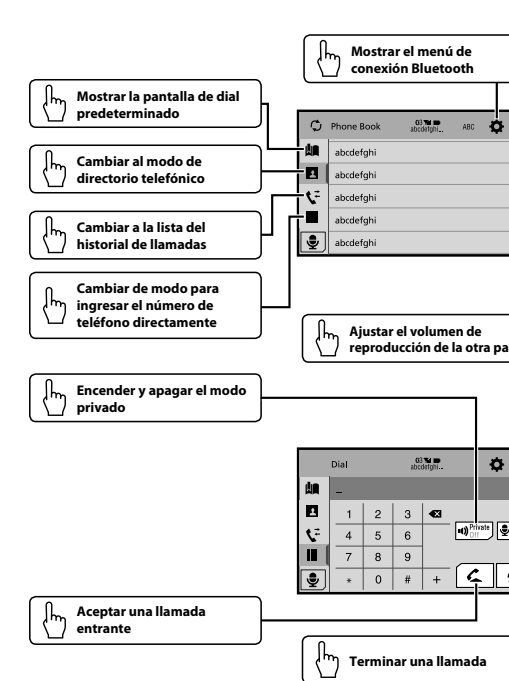 Mostrar el menú de
conexión Bluetooth
Mostrar la pantalla de dial
predeterminado
Cambiar al modo de
directorio telefónico
Cambiar a la lista del
historial de llamadas
Cambiar de modo para
ingresar el número de
teléfono directamente
Phone Book
03
abcdefghi...
ABC
abcdefghi
abcdefghi
abcdefghi
abcdefghi
abcdefghi
Ajustar el volumen de
reproducción de la otra pa
Encender y apagar el modo
privado
Dial
03
abcdefghi...
_
1 2 3
4 5 6
7 8 9
* 0 # +
Private
Off
Aceptar una llamada
entrante
Terminar una llamada